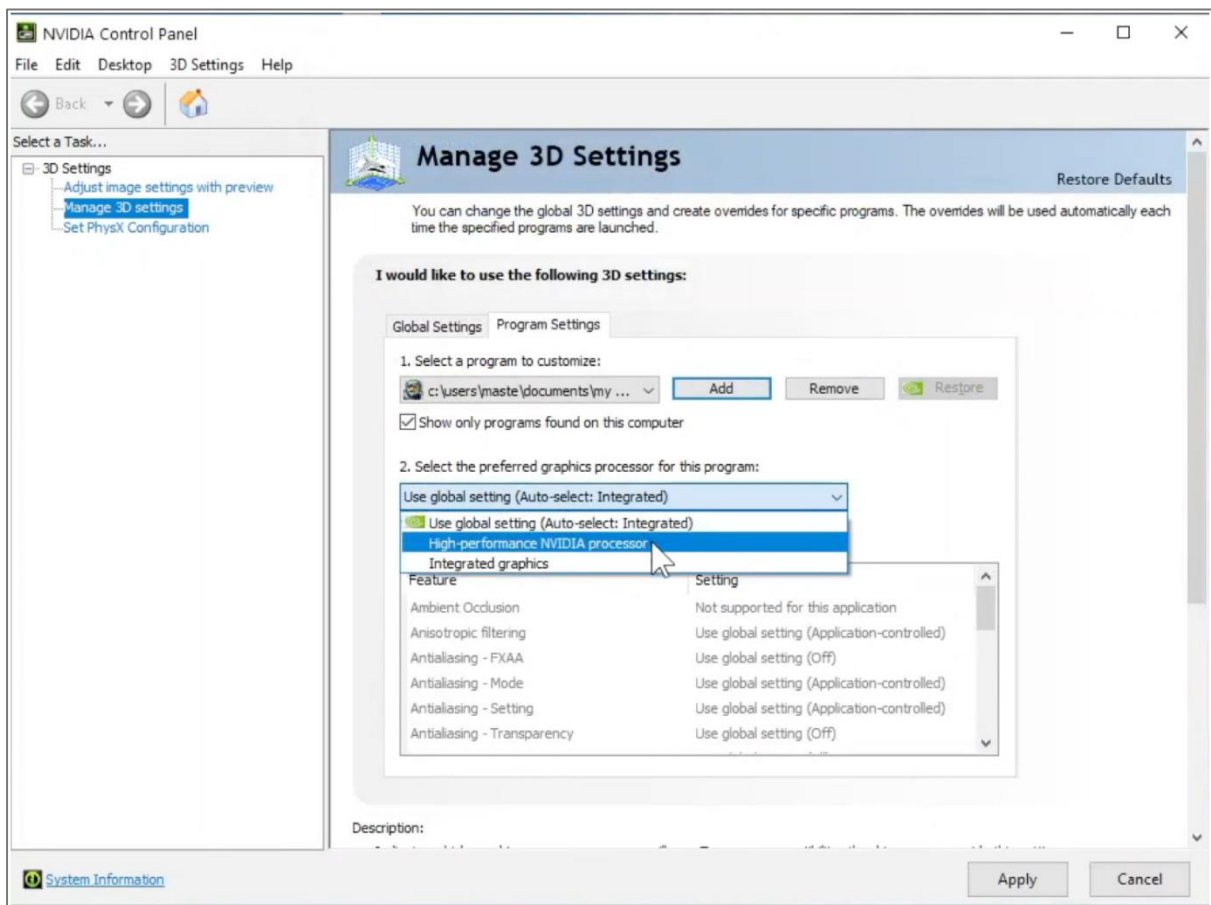 NVIDIA Control Panel
File Edit Desktop 3D Settings Help
Back
Select a Task...
3D Settings
Adjust image settings with preview
Manage 3D settings
Set PhysX Configuration
Manage 3D Settings
Restore Defaults
You can change the global 3D settings and create overrides for specific programs. The overrides will be used automatically each
time the specified programs are launched.
I would like to use the following 3D settings:
Global Settings Program Settings
1. Select a program to customize:
c:\users\maste\documents\my ... Add Remove Restore
Show only programs found on this computer
2. Select the preferred graphics processor for this program:
Use global setting (Auto-select: Integrated)
Use global setting (Auto-select: Integrated)
High-performance NVIDIA processor
Integrated graphics
Feature Setting
Ambient Occlusion Not supported for this application
Anisotropic filtering Use global setting (Application-controlled)
Antialiasing - FXAA Use global setting (Off)
Antialiasing - Mode Use global setting (Application-controlled)
Antialiasing - Setting Use global setting (Application-controlled)
Antialiasing - Transparency Use global setting (Off)
Description:
System Information Apply Cancel